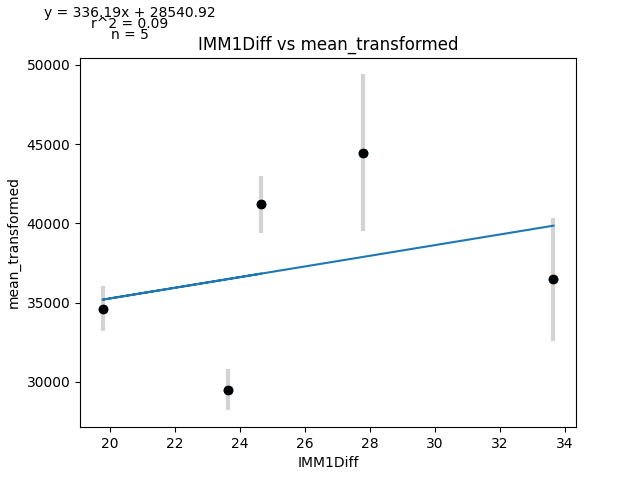 y = 336.19x + 28540.92
r^2 = 0.09
n = 5
IMM1Diff vs mean_transformed
50000
45000
40000
35000
30000
mean_transformed
20 22 24 26 28 30 32 34
IMM1Diff